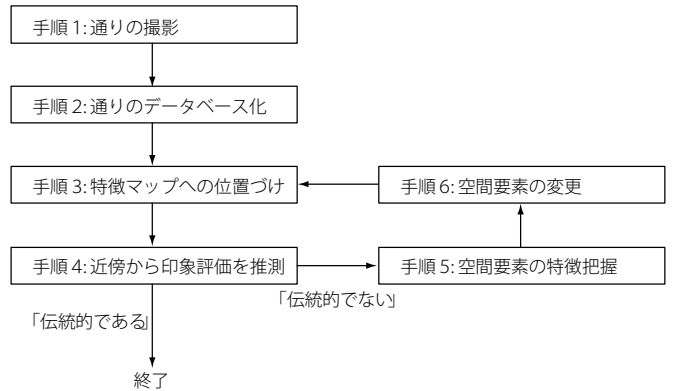 手順1:通りの撮影
手順2:通りのデータベース化
手順3:特徴マップへの位置づけ
手順6:空間要素の変更
手順4:近傍から印象評価を推測
手順5:空間要素の特徴把握
「伝統的でない」
「伝統的である」
終了